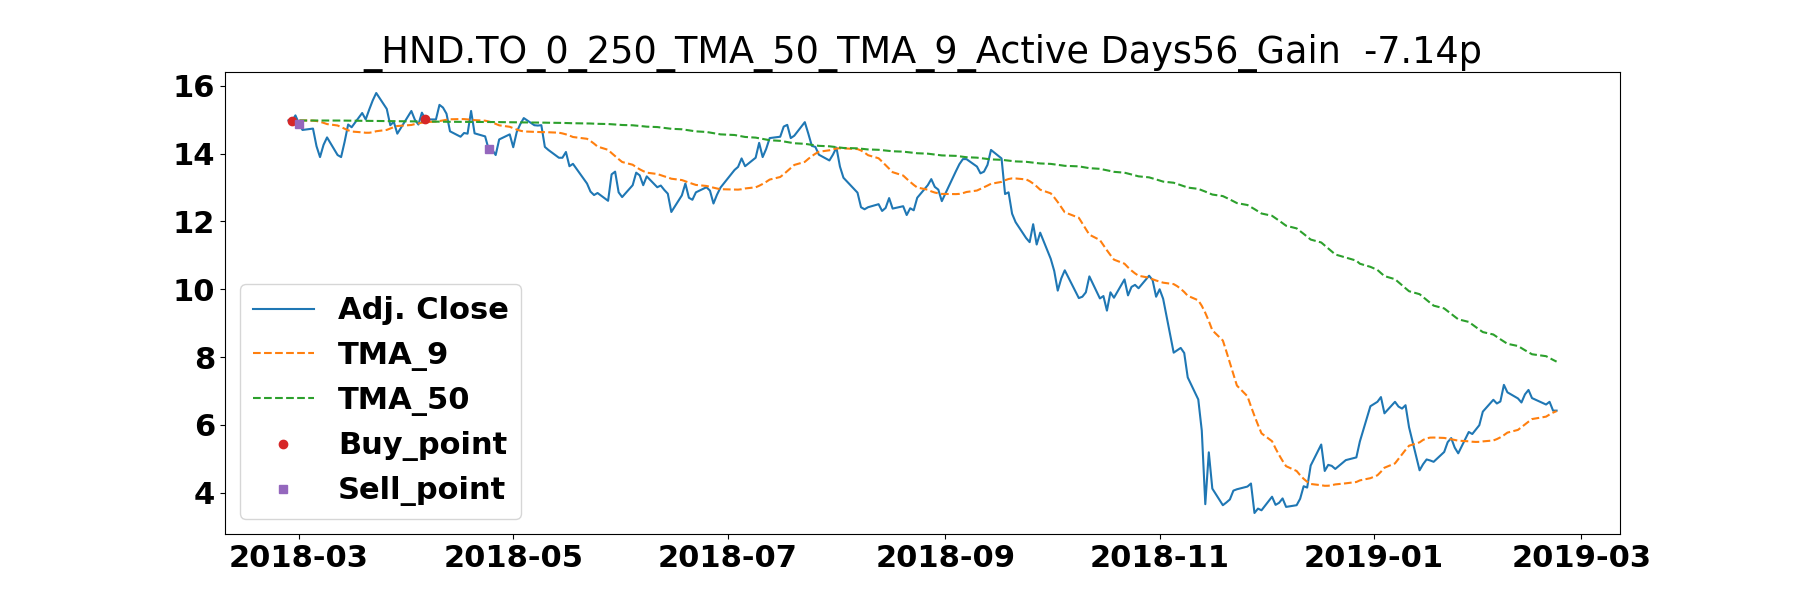 _HND.TO_0_250_TMA_50_TMA_9_Active Days56_Gain  -7.14p
16
14
12
10
8
6
4
Adj. Close
TMA_9
TMA_50
Buy_point
Sell_point
2018-03 2018-05 2018-07 2018-09 2018-11 2019-01 2019-03